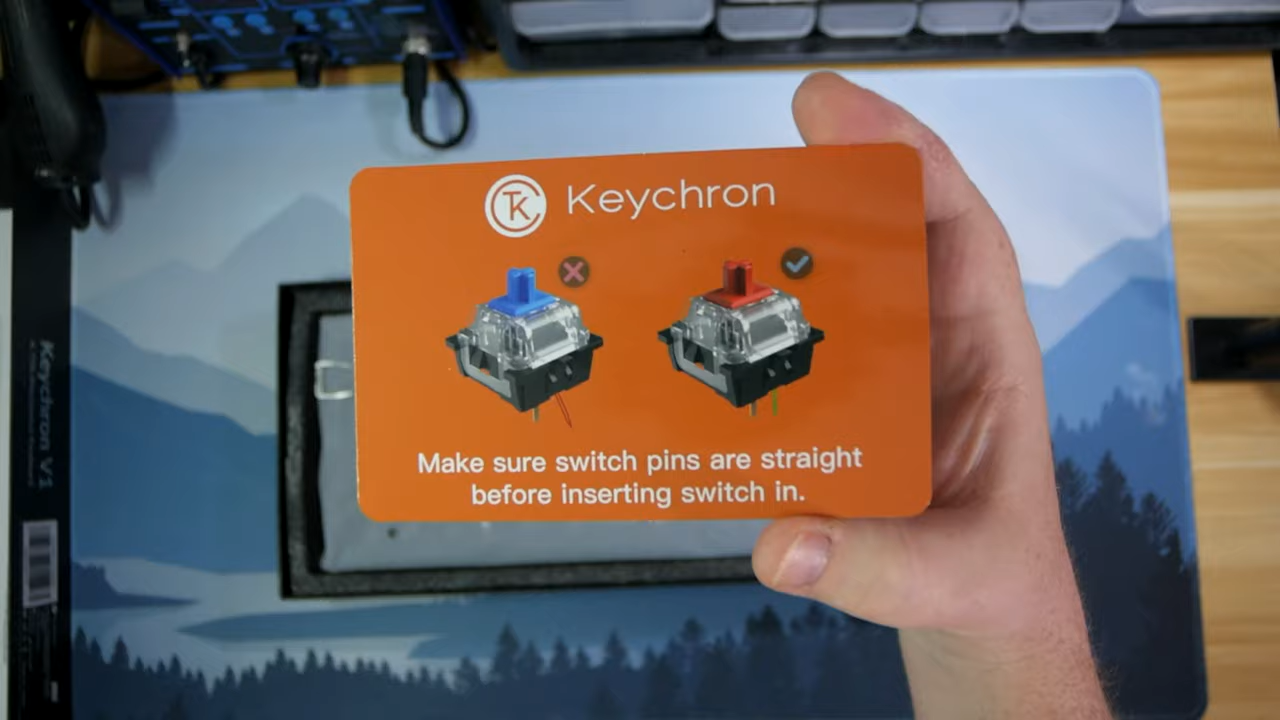 Keychron
Make sure switch pins are straight
before inserting switch in.
Keychron V1